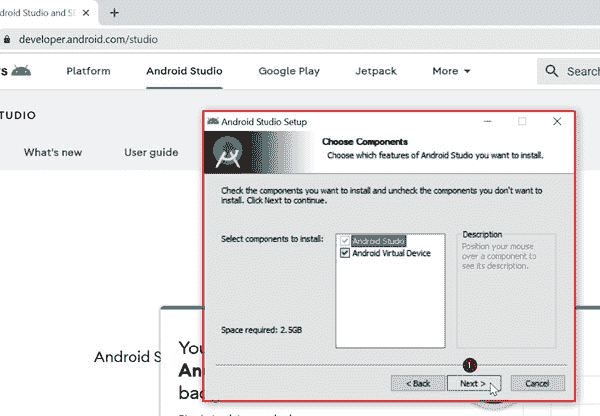 ndroid Studio and S
developer.android.com/studio
rs
Platform
Android Studio
Google Play
Jetpack
More
Search
TUDIO
What's new
User guide
Android Studio Setup
Choose Components
Choose which features of Android Studio you want to install.
Check the components you want to install and uncheck the components you don't want to
install. Click Next to continue.
Select components to install:
Android Studio
Android Virtual Device
Description
Position your mouse
over a component to
see its description.
Space required: 2.5GB
1
< Back
Next >
Cancel
Android S
You
An
bac